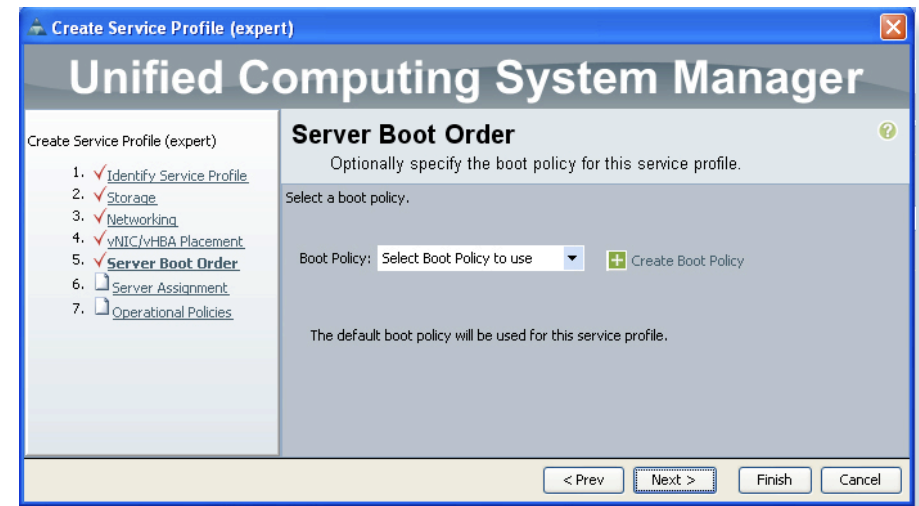 Create Service Profile (expert)
Unified Computing System Manager
Create Service Profile (expert)
1. Identify Service Profile
2. Storage
3. Networking
4. vNIC/vHBA Placement
5. Server Boot Order
6. Server Assignment
7. Operational Policies
Server Boot Order
?
Optionally specify the boot policy for this service profile.
Select a boot policy.
Boot Policy: Select Boot Policy to use Create Boot Policy
The default boot policy will be used for this service profile.
< Prev Next > Finish Cancel